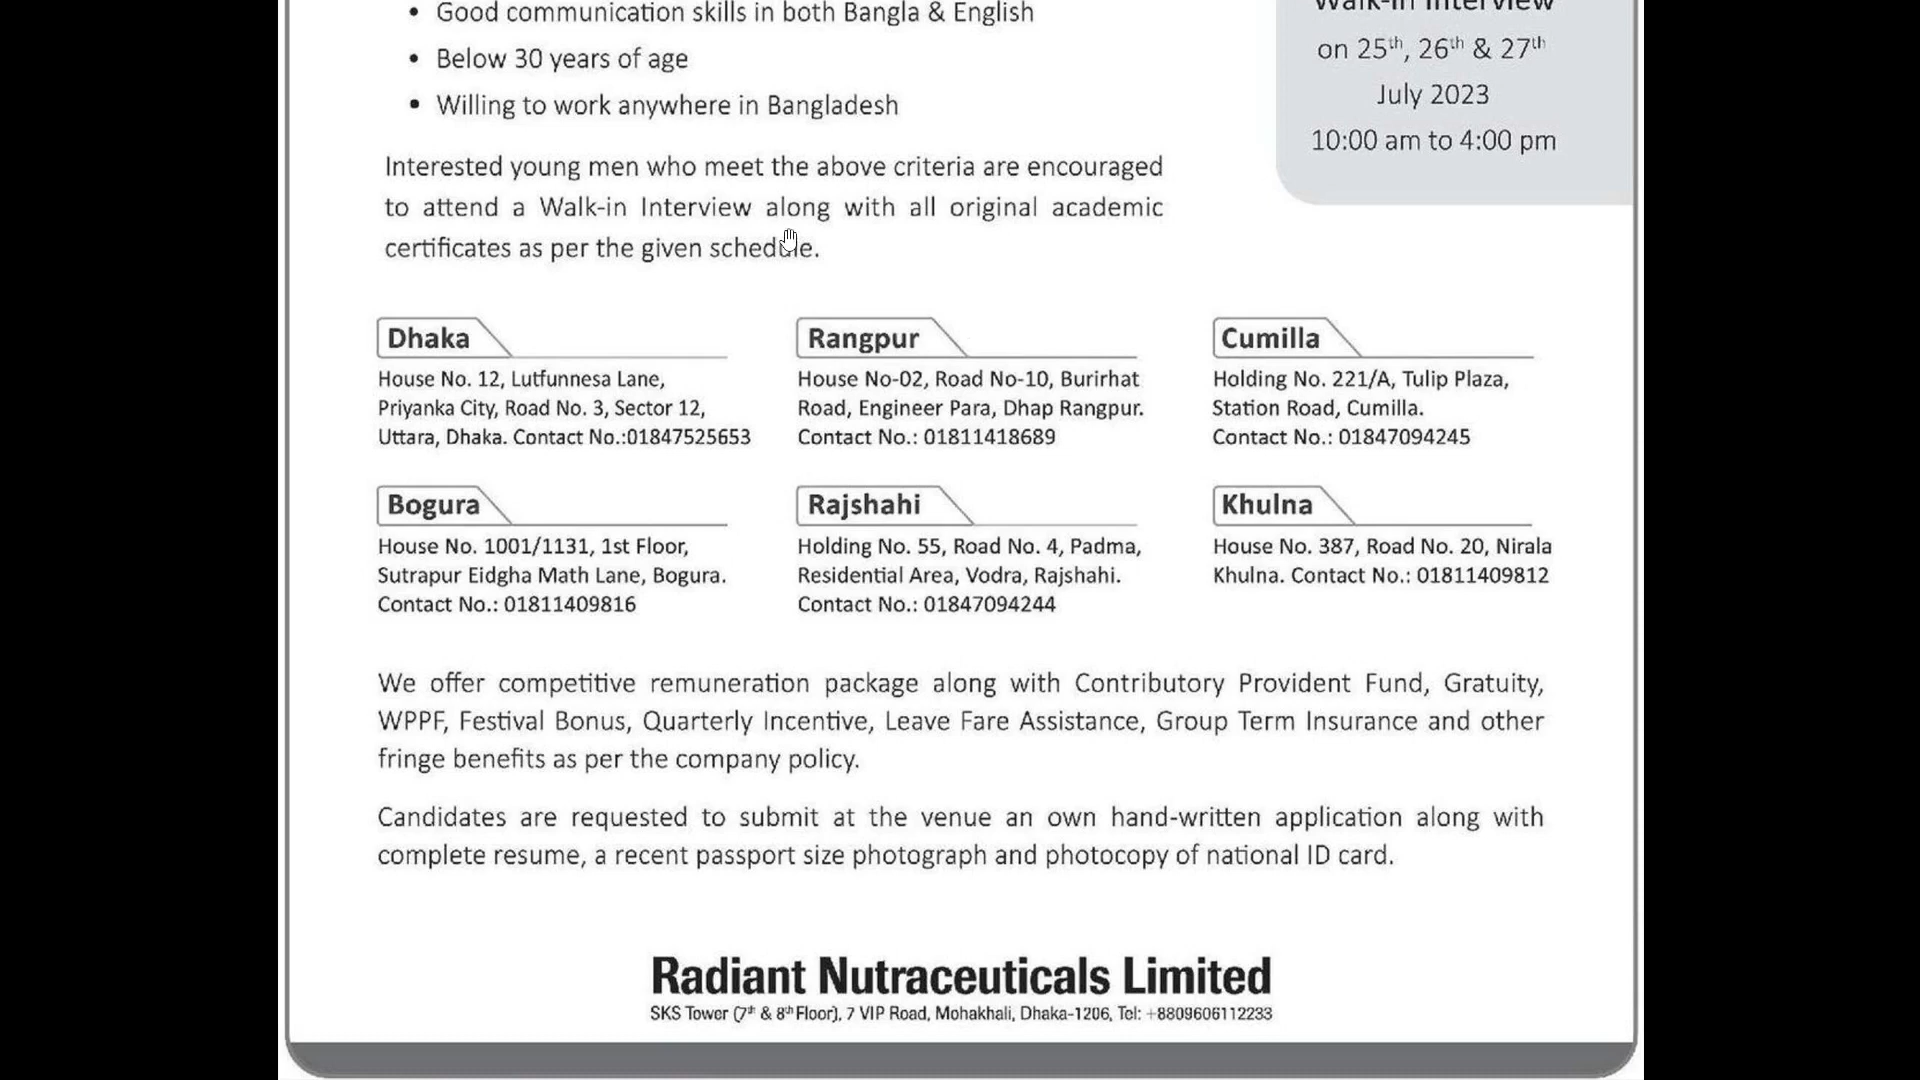 • Good communication skills in both Bangla & English
• Below 30 years of age
• Willing to work anywhere in Bangladesh
Walk-in Interview
on 25th, 26th & 27th
July 2023
10:00 am to 4:00 pm
Interested young men who meet the above criteria are encouraged
to attend a Walk-in Interview along with all original academic
certificates as per the given schedule.
Dhaka
House No. 12, Lutfunnesa Lane,
Priyanka City, Road No. 3, Sector 12,
Uttara, Dhaka. Contact No.:01847525653
Rangpur
House No-02, Road No-10, Burirhat
Road, Engineer Para, Dhap Rangpur.
Contact No.: 01811418689
Cumilla
Holding No. 221/A, Tulip Plaza,
Station Road, Cumilla.
Contact No.: 01847094245
Bogura
House No. 1001/1131, 1st Floor,
Sutrapur Eidgha Math Lane, Bogura.
Contact No.: 01811409816
Rajshahi
Holding No. 55, Road No. 4, Padma,
Residential Area, Vodra, Rajshahi.
Contact No.: 01847094244
Khulna
House No. 387, Road No. 20, Nirala
Khulna. Contact No.: 01811409812
We offer competitive remuneration package along with Contributory Provident Fund, Gratuity,
WPPF, Festival Bonus, Quarterly Incentive, Leave Fare Assistance, Group Term Insurance and other
fringe benefits as per the company policy.
Candidates are requested to submit at the venue an own hand-written application along with
complete resume, a recent passport size photograph and photocopy of national ID card.
Radiant Nutraceuticals Limited
SKS Tower (7th & 8th Floor), 7 VIP Road, Mohakhali, Dhaka-1206, Tel: +8809606112233